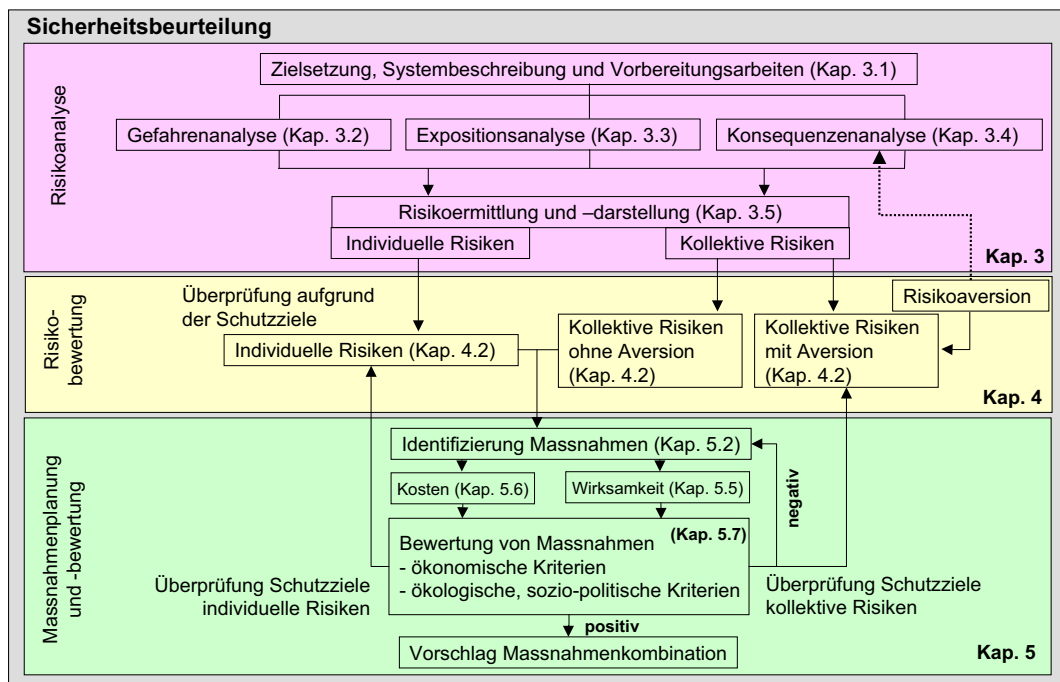 Sicherheitsbeurteilung
Risikoanalyse
Zielsetzung, Systembeschreibung und Vorbereitungsarbeiten (Kap. 3.1)
Gefahrenanalyse (Kap. 3.2)
Expositionsanalyse (Kap. 3.3)
Konsequenzenanalyse (Kap. 3.4)
Risikoermittlung und –darstellung (Kap. 3.5)
Individuelle Risiken
Kollektive Risiken
Kap. 3
Risiko-
bewertung
Überprüfung aufgrund
der Schutzziele
Individuelle Risiken (Kap. 4.2)
Kollektive Risiken
ohne Aversion
(Kap. 4.2)
Kollektive Risiken
mit Aversion
(Kap. 4.2)
Risikoaversion
Kap. 4
Massnahmenplanung
und -bewertung
Identifizierung Massnahmen (Kap. 5.2)
Kosten (Kap. 5.6)
Wirksamkeit (Kap. 5.5)
negativ
(Kap. 5.7)
Bewertung von Massnahmen
- ökonomische Kriterien
- ökologische, sozio-politische Kriterien
Überprüfung Schutzziele
individuelle Risiken
Überprüfung Schutzziele
kollektive Risiken
positiv
Vorschlag Massnahmenkombination
Kap. 5